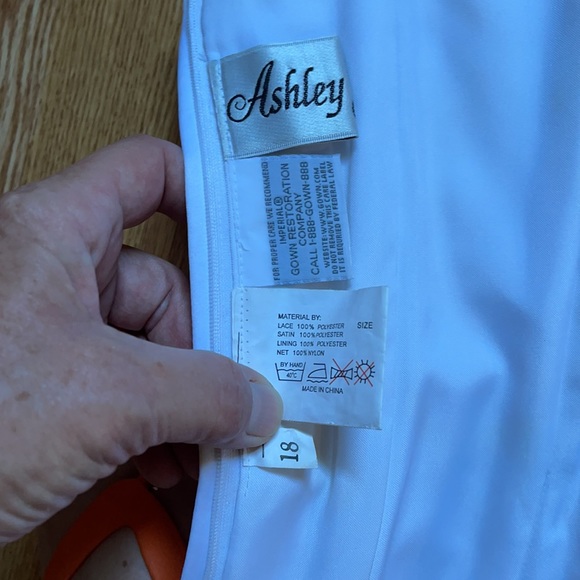 Ashley
FOR PROPER CARE WE RECOMMEND
IMPERIAL®
GOWN RESTORATION
COMPANY
CALL 1-888-GOWN-888
WEBSITE: WWW.GOWN.COM
DO NOT REMOVE THIS CARE LABEL
IT IS REQUIRED BY FEDERAL LAW
MATERIAL BY:
LACE 100% POLYESTER SIZE
SATIN 100% POLYESTER
LINING 100% POLYESTER
NET 100% NYLON
BY HAND
40°C
MADE IN CHINA
18